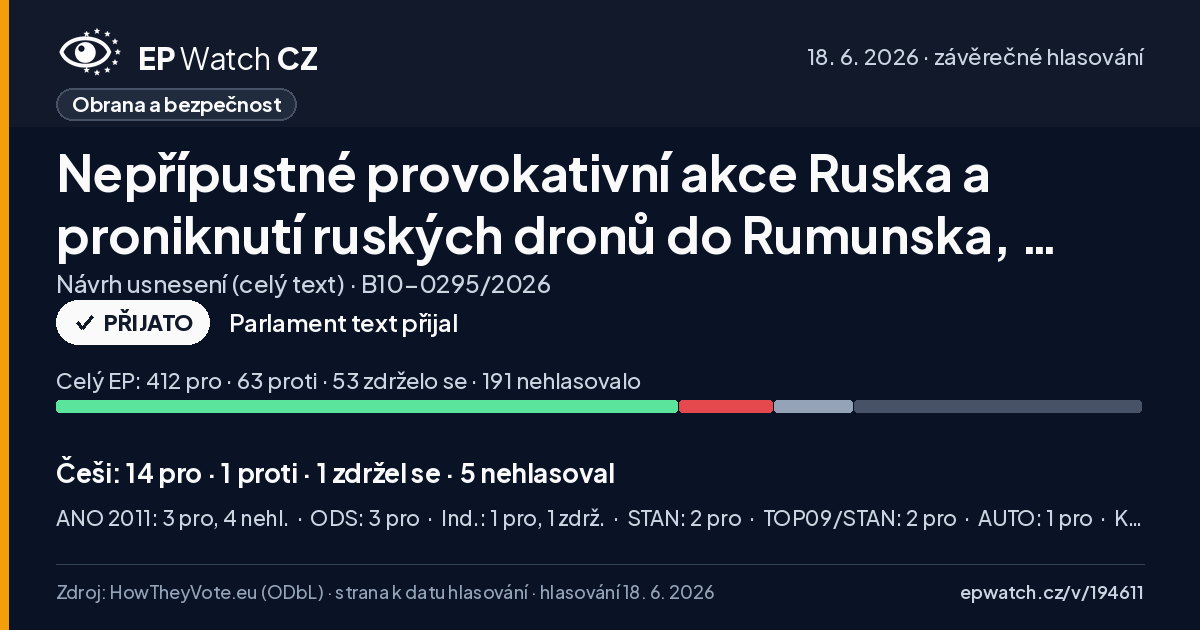 EP Watch CZ
18. 6. 2026 · závěrečné hlasování
Obrana a bezpečnost
Nepřípustné provokativní akce Ruska a
proniknutí ruských dronů do Rumunska, …
Návrh usnesení (celý text) · B10–0295/2026
✓ PŘIJATO Parlament text přijal
Celý EP: 412 pro · 63 proti · 53 zdrželo se · 191 nehlasovalo
Češi: 14 pro · 1 proti · 1 zdržel se · 5 nehlasoval
ANO 2011: 3 pro, 4 nehl. · ODS: 3 pro · Ind.: 1 pro, 1 zdrž. · STAN: 2 pro · TOP09/STAN: 2 pro · AUTO: 1 pro · K…
Zdroj: HowTheyVote.eu (ODbL) · strana k datu hlasování · hlasování 18. 6. 2026
epwatch.cz/v/194611